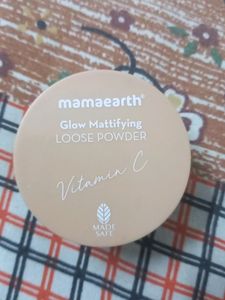 mamaearth®
Glow Mattifying
LOOSE POWDER
Vitamin C
MADE
SAFE